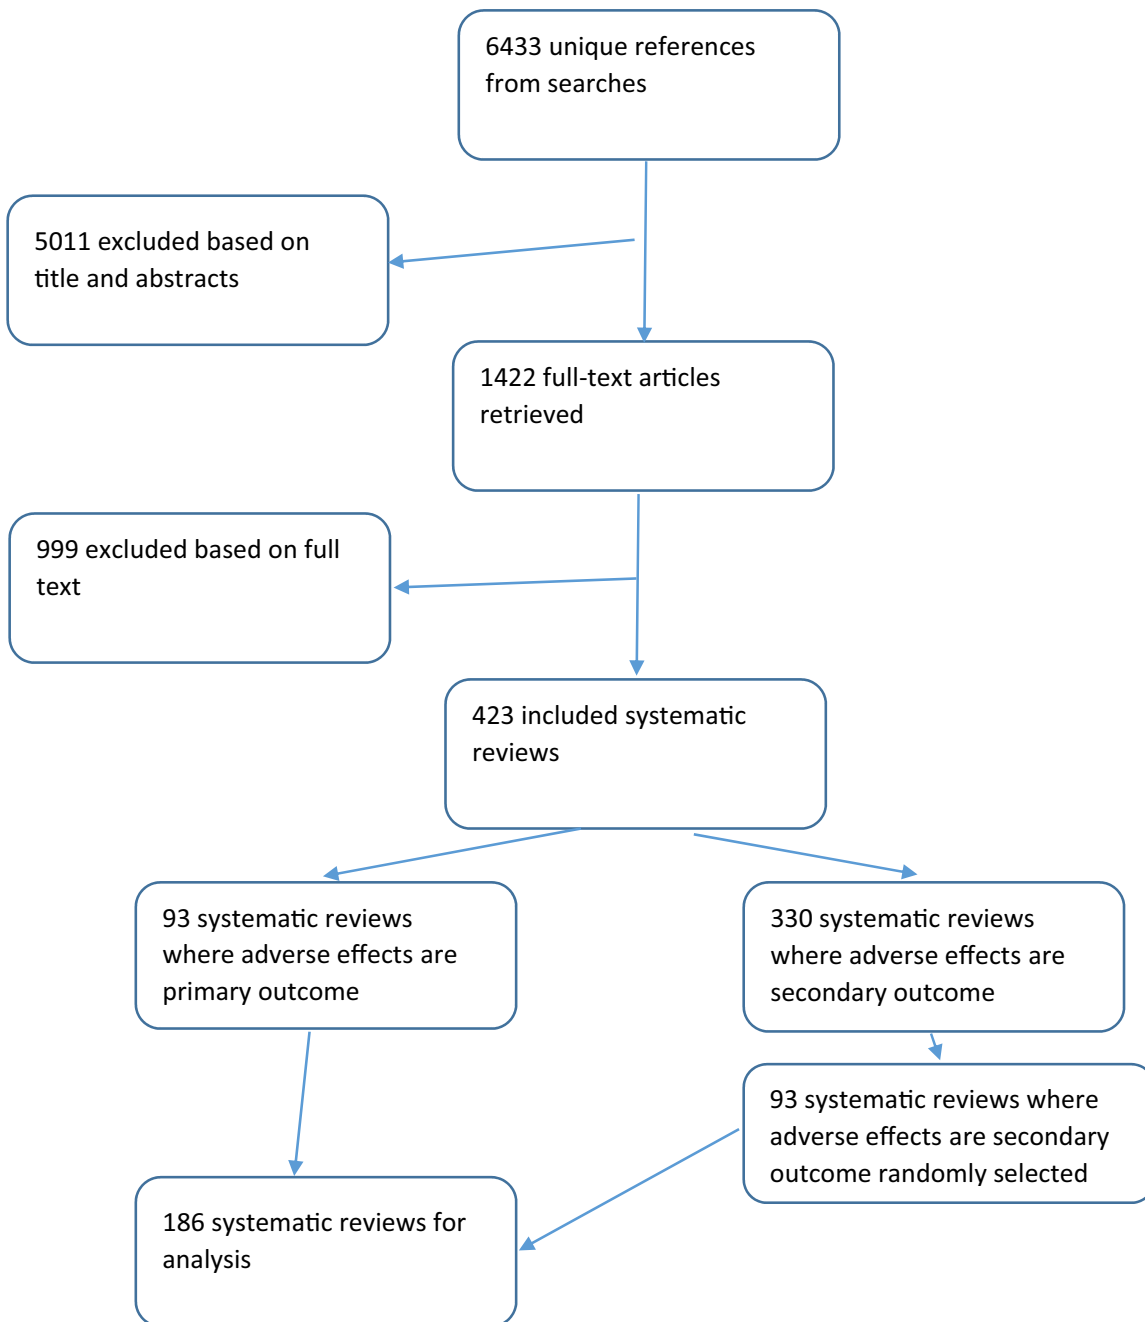 6433 unique references
from searches
5011 excluded based on
title and abstracts
1422 full-text articles
retrieved
999 excluded based on full
text
423 included systematic
reviews
93 systematic reviews
where adverse effects are
primary outcome
330 systematic reviews
where adverse effects are
secondary outcome
93 systematic reviews where
adverse effects are secondary
outcome randomly selected
186 systematic reviews for
analysis